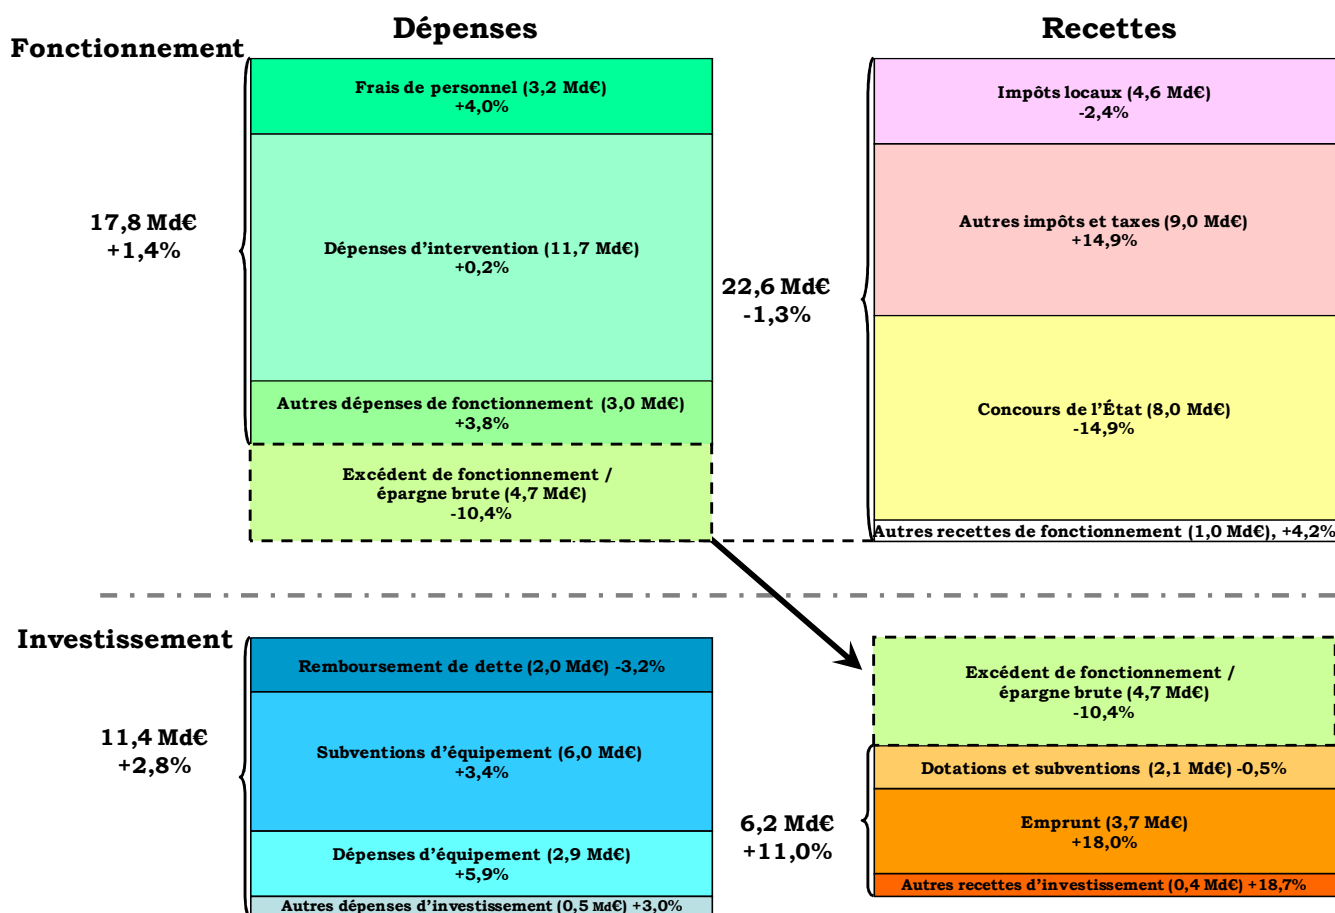 Dépenses
Recettes
Fonctionnement
Frais de personnel (3,2 Md€)
+4,0%
Dépenses d'intervention (11,7 Md€)
+0,2%
Autres dépenses de fonctionnement (3,0 Md€)
+3,8%
Excédent de fonctionnement /
épargne brute (4,7 Md€)
-10,4%
17,8 Md€
+1,4%
Impôts locaux (4,6 Md€)
-2,4%
Autres impôts et taxes (9,0 Md€)
+14,9%
Concours de l'État (8,0 Md€)
-14,9%
Autres recettes de fonctionnement (1,0 Md€), +4,2%
22,6 Md€
-1,3%
Investissement
Remboursement de dette (2,0 Md€) -3,2%
Subventions d'équipement (6,0 Md€)
+3,4%
Dépenses d'équipement (2,9 Md€)
+5,9%
Autres dépenses d'investissement (0,5 Md€) +3,0%
11,4 Md€
+2,8%
Excédent de fonctionnement /
épargne brute (4,7 Md€)
-10,4%
Dotations et subventions (2,1 Md€) -0,5%
Emprunt (3,7 Md€)
+18,0%
Autres recettes d'investissement (0,4 Md€) +18,7%
6,2 Md€
+11,0%